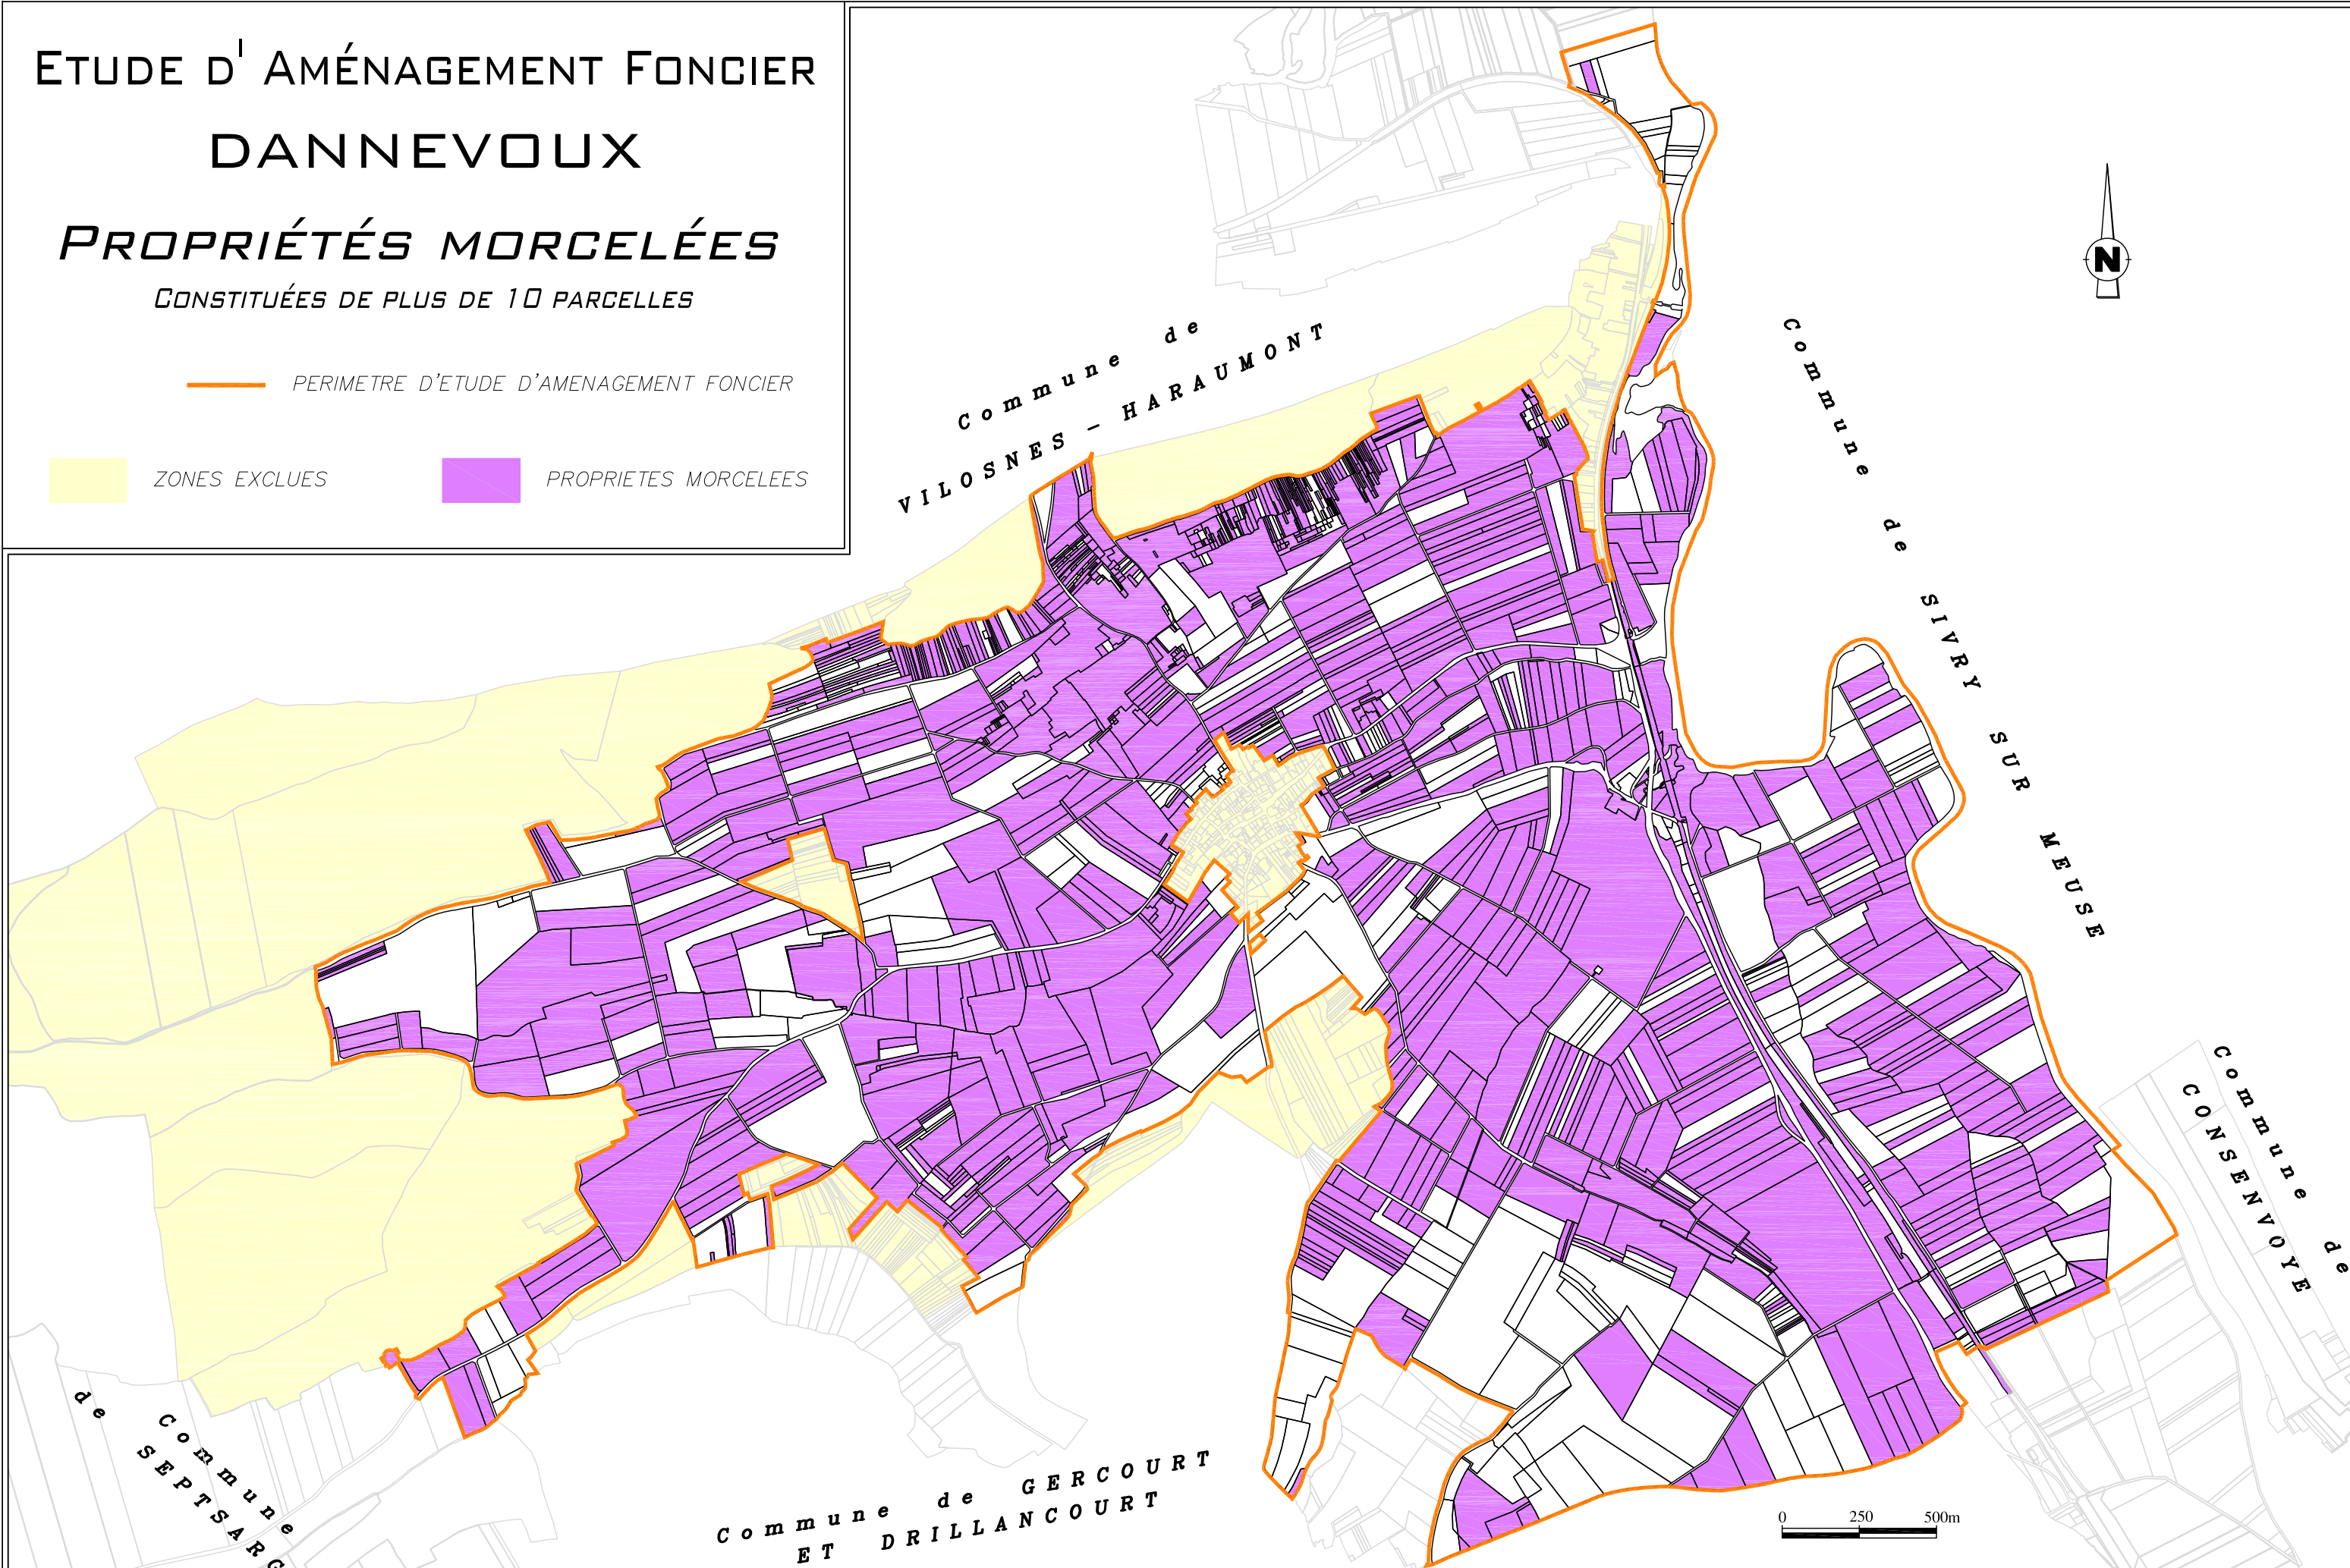 ETUDE D' AMÉNAGEMENT FONCIER
DANNEVOUX
PROPRIÉTÉS MORCELÉES
CONSTITUÉES DE PLUS DE 10 PARCELLES
PERIMETRE D'ETUDE D'AMENAGEMENT FONCIER
ZONES EXCLUES
PROPRIETES MORCELEES
N
Commune de
VILOSNES - HARAUMONT
Commune de SIVRY SUR MEUSE
Commune de
CONSENVOYE
Commune de GERCOURT
ET DRILLANCOURT
Commune
de
SEPTSARG
0 250 500m